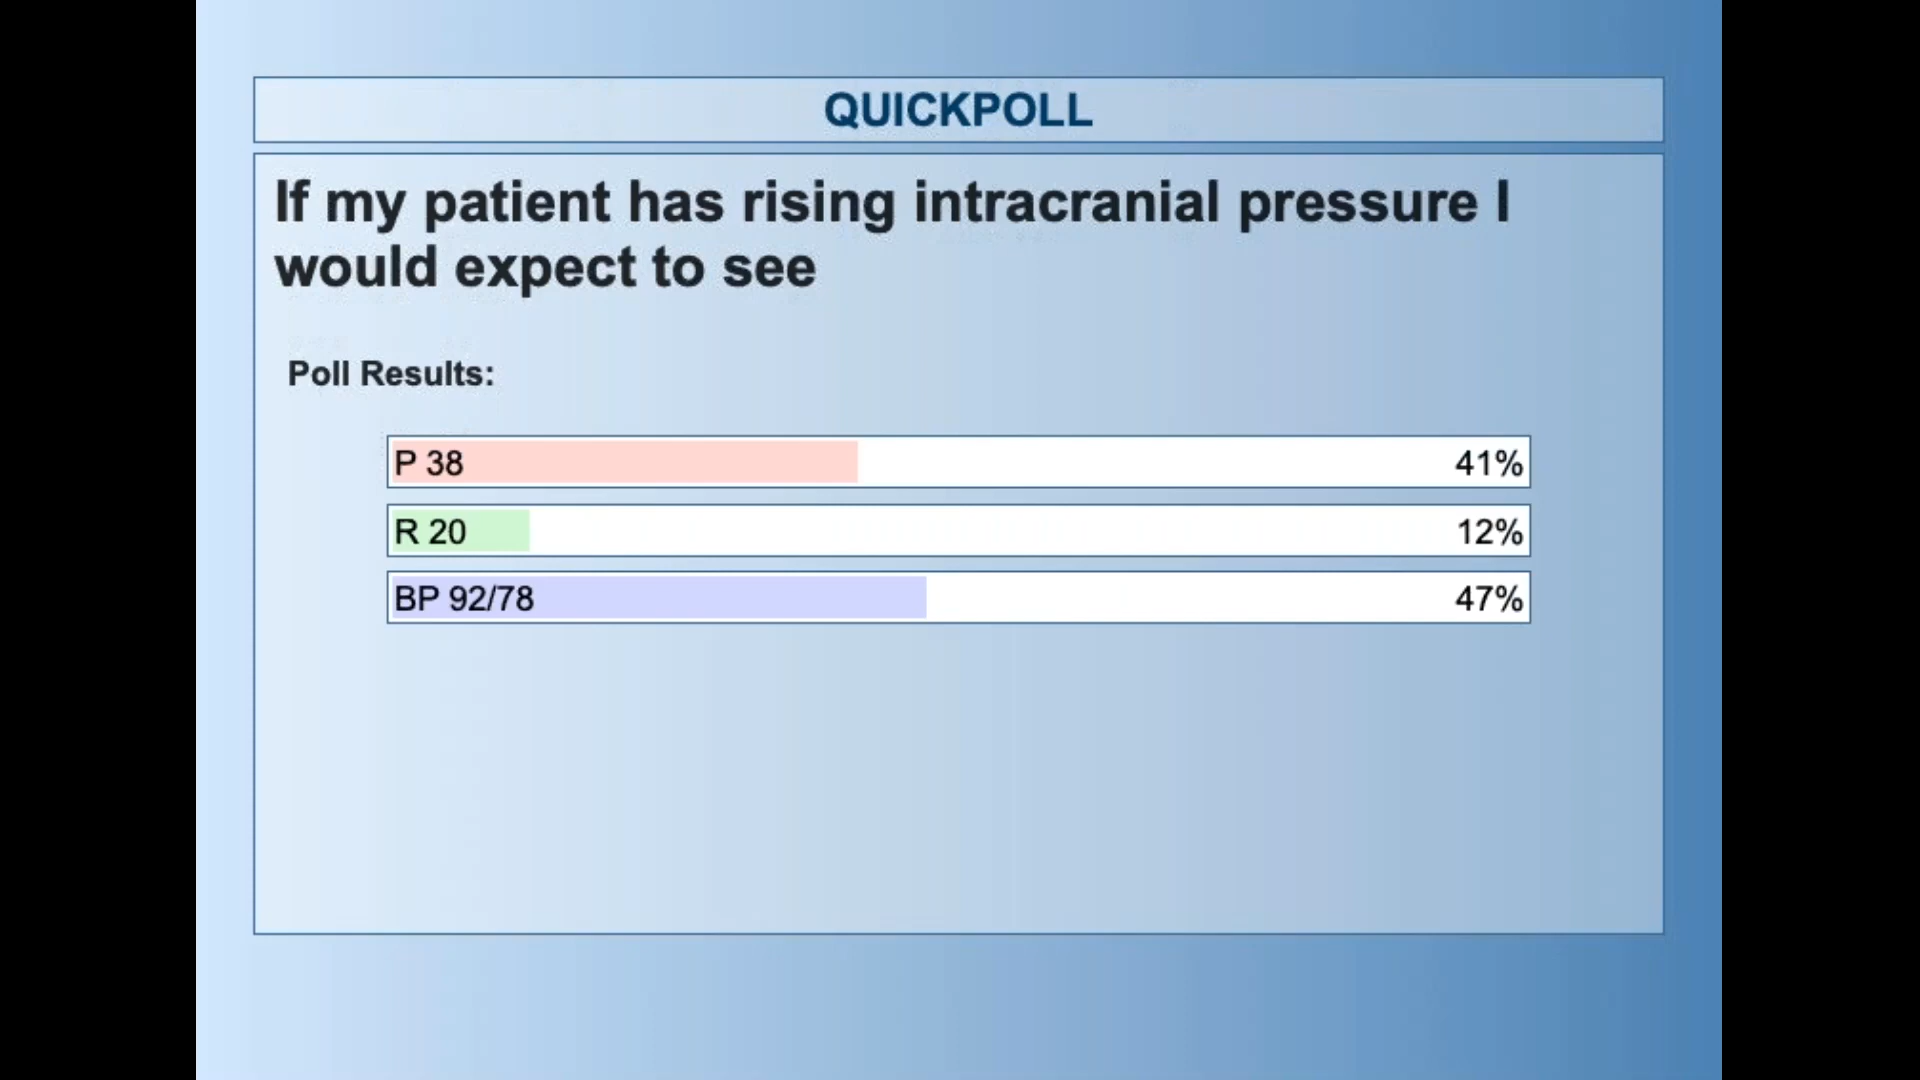 QUICKPOLL
If my patient has rising intracranial pressure I
would expect to see
Poll Results:
P 38 41%
R 20 12%
BP 92/78 47%